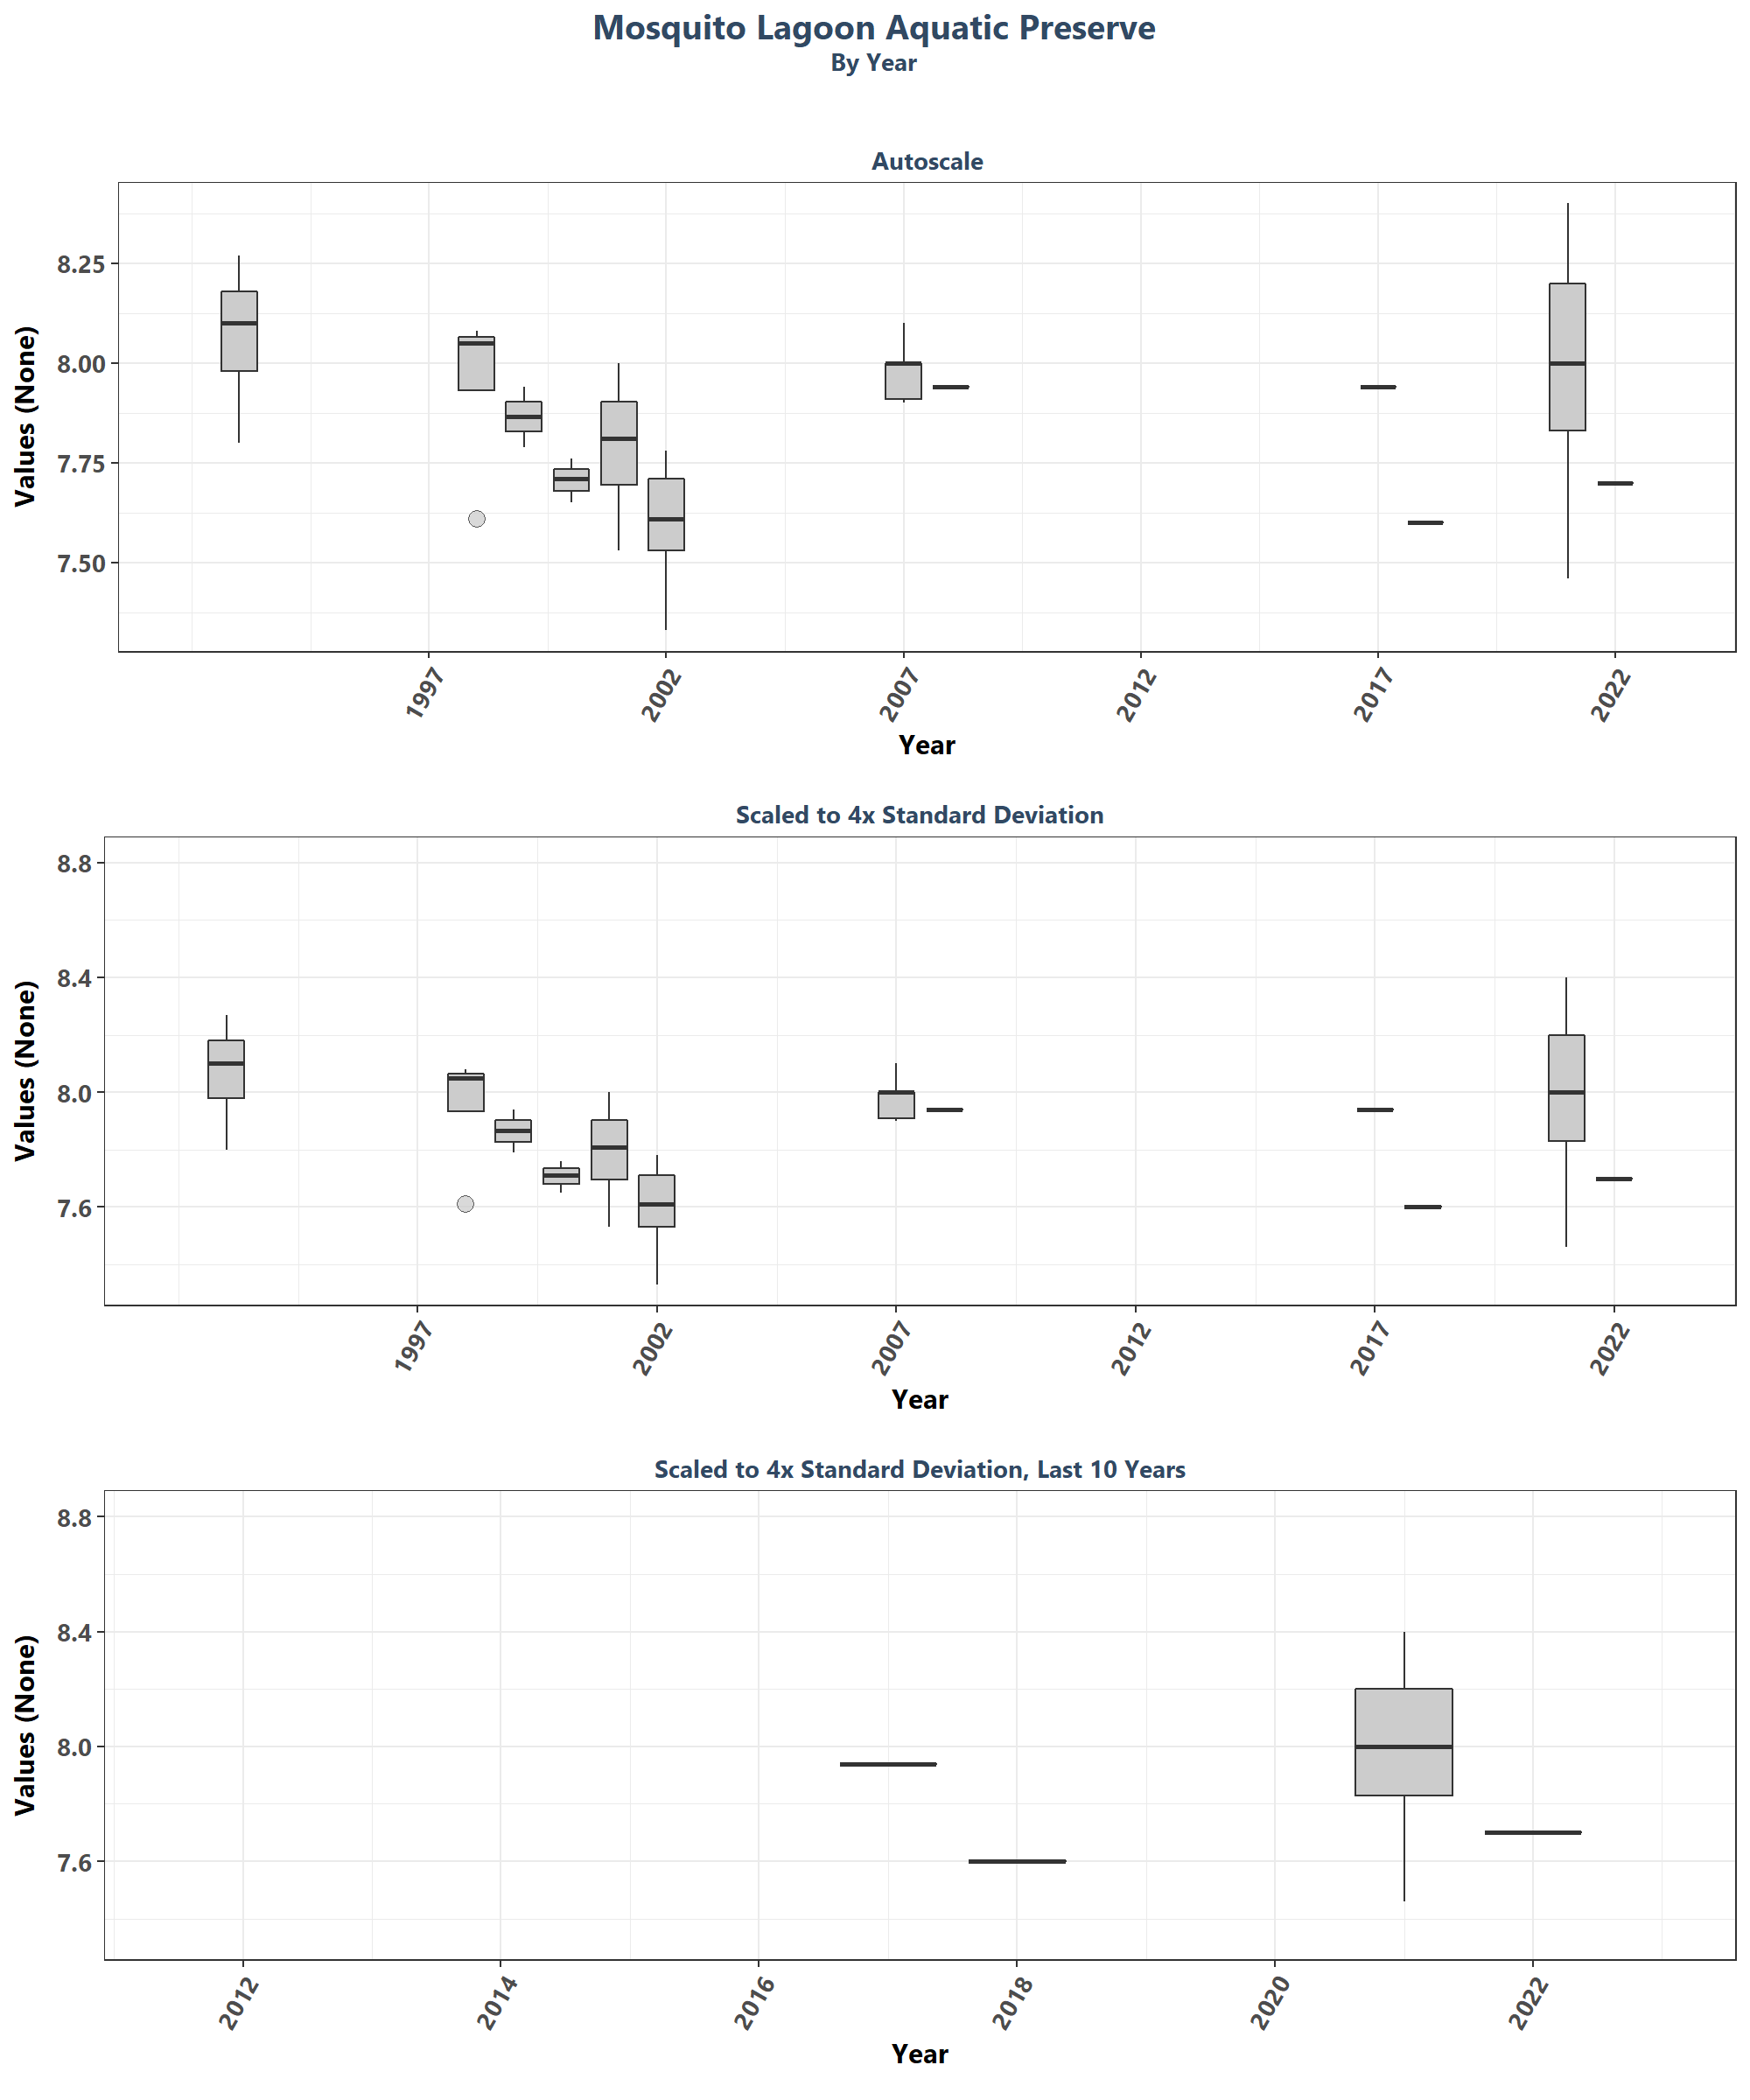 Mosquito Lagoon Aquatic Preserve
By Year
Autoscale
Values (None)
8.25
8.00
7.75
7.50
1997 2002 2007 2012 2017 2022
Year
Scaled to 4x Standard Deviation
Values (None)
8.8
8.4
8.0
7.6
1997 2002 2007 2012 2017 2022
Year
Scaled to 4x Standard Deviation, Last 10 Years
Values (None)
8.8
8.4
8.0
7.6
2012 2014 2016 2018 2020 2022
Year